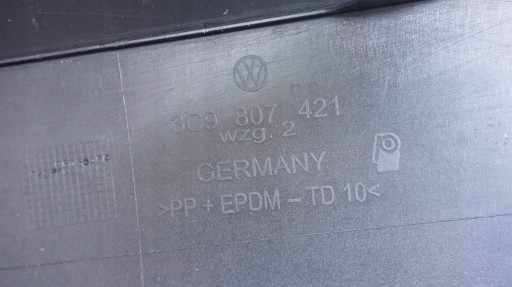 3C9 807 421
wzg. 2
GERMANY
>PP + EPDM – TD 10<